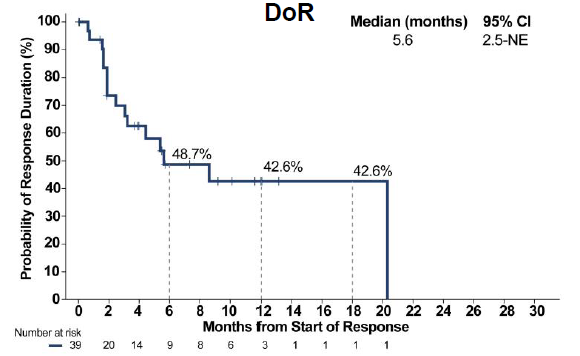 DoR
Median (months) 95% CI
5.6 2.5-NE
Probability of Response Duration (%)
100
90
80
70
60
50
40
30
20
10
0
48.7%
42.6%
42.6%
0 2 4 6 8 10 12 14 16 18 20 22 24 26 28 30
Months from Start of Response
Number at risk
39 20 14 9 8 6 3 1 1 1 1